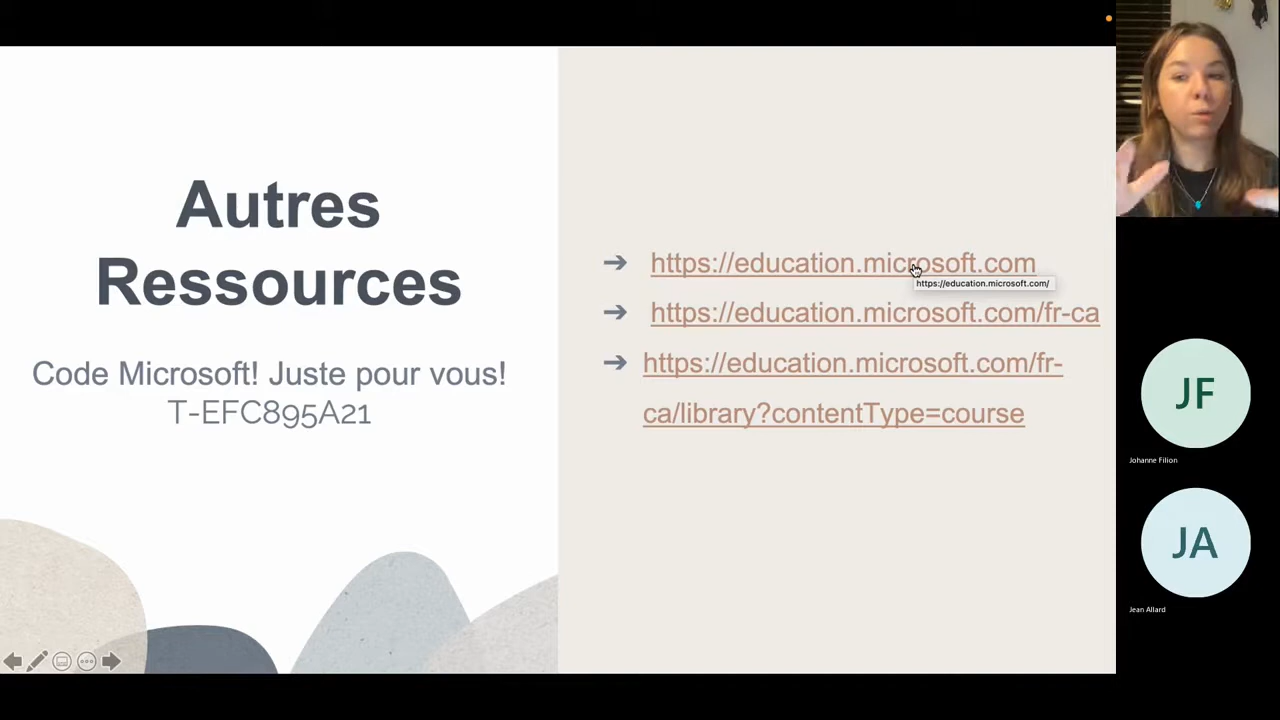 Autres
Ressources
Code Microsoft! Juste pour vous!
T-EFC895A21
➔ https://education.microsoft.com
https://education.microsoft.com/
➔ https://education.microsoft.com/fr-ca
➔ https://education.microsoft.com/fr-
ca/library?contentType=course
JF
Johanne Filion
JA
Jean Allard